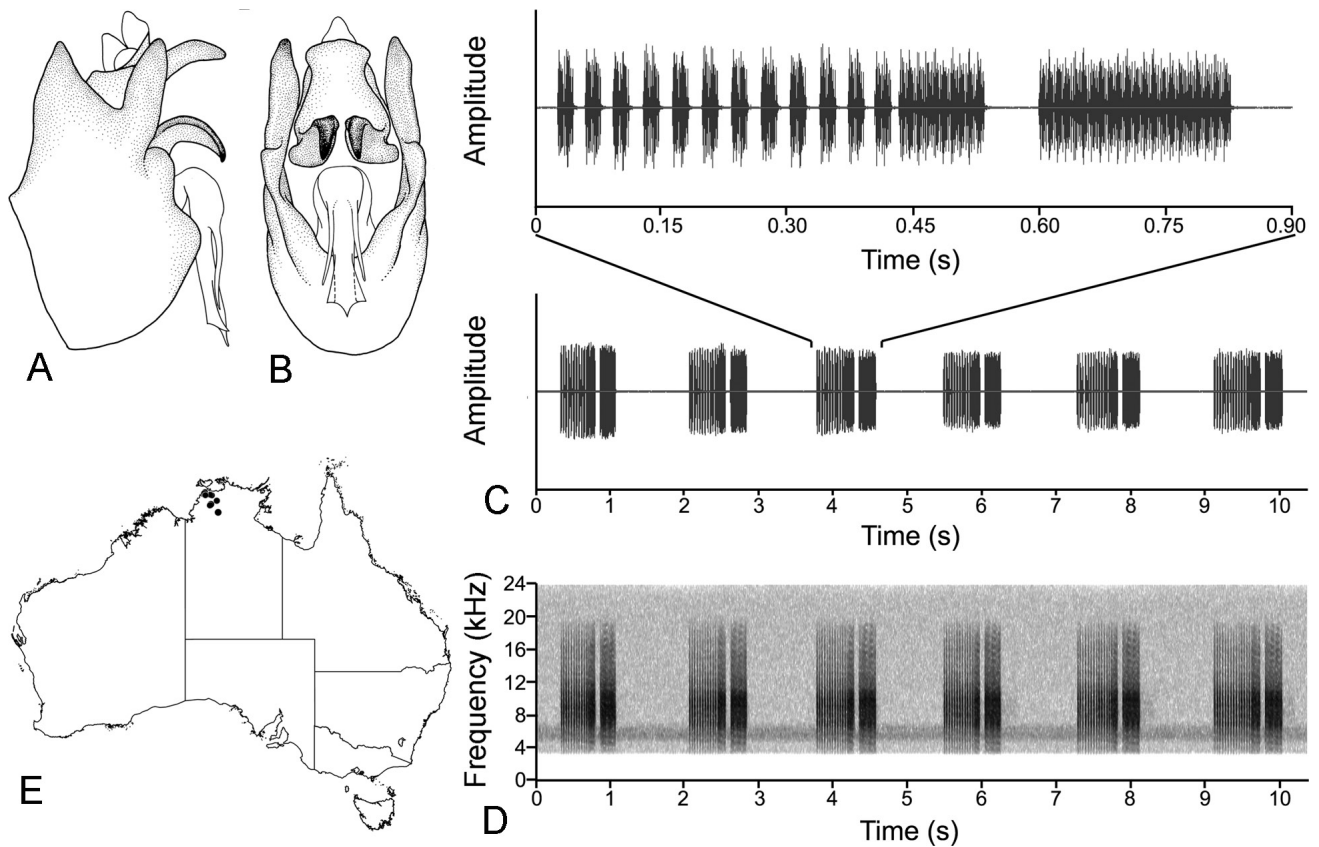 A
B
Amplitude
0 0.15 0.30 0.45 0.60 0.75 0.90
Time (s)
Amplitude
C
0 1 2 3 4 5 6 7 8 9 10
Time (s)
Frequency (kHz)
24
20
16
12
8
4
0
0 1 2 3 4 5 6 7 8 9 10
D
Time (s)
E